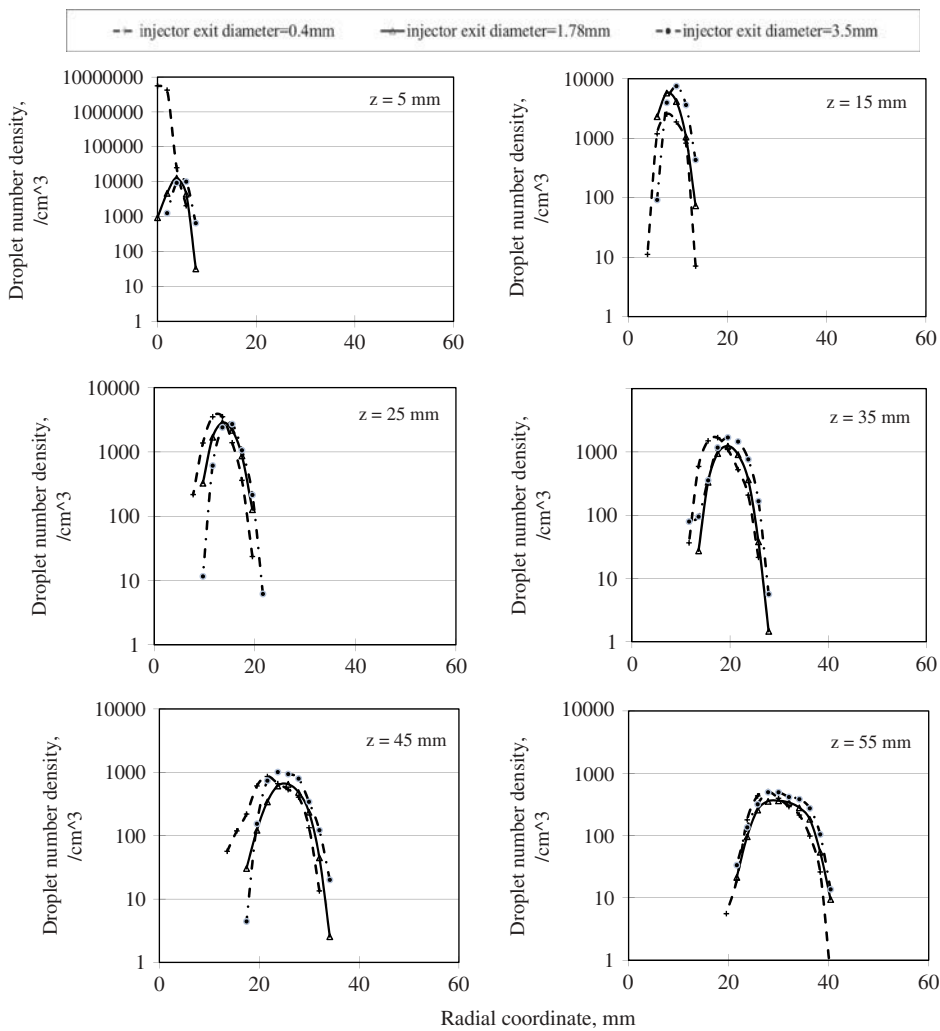 injector exit diameter=0.4mm injector exit diameter=1.78mm injector exit diameter=3.5mm
Droplet number density,
/cm^3
10000000
1000000
100000
10000
1000
100
10
1
z = 5 mm
0 20 40 60
Droplet number density,
/cm^3
10000
1000
100
10
1
z = 15 mm
0 20 40 60
Droplet number density,
/cm^3
10000
1000
100
10
1
z = 25 mm
0 20 40 60
Droplet number density,
/cm^3
1000
100
10
1
z = 35 mm
0 20 40 60
Droplet number density,
/cm^3
10000
1000
100
10
1
z = 45 mm
0 20 40 60
Droplet number density,
/cm^3
10000
1000
100
10
1
z = 55 mm
0 20 40 60
Radial coordinate, mm